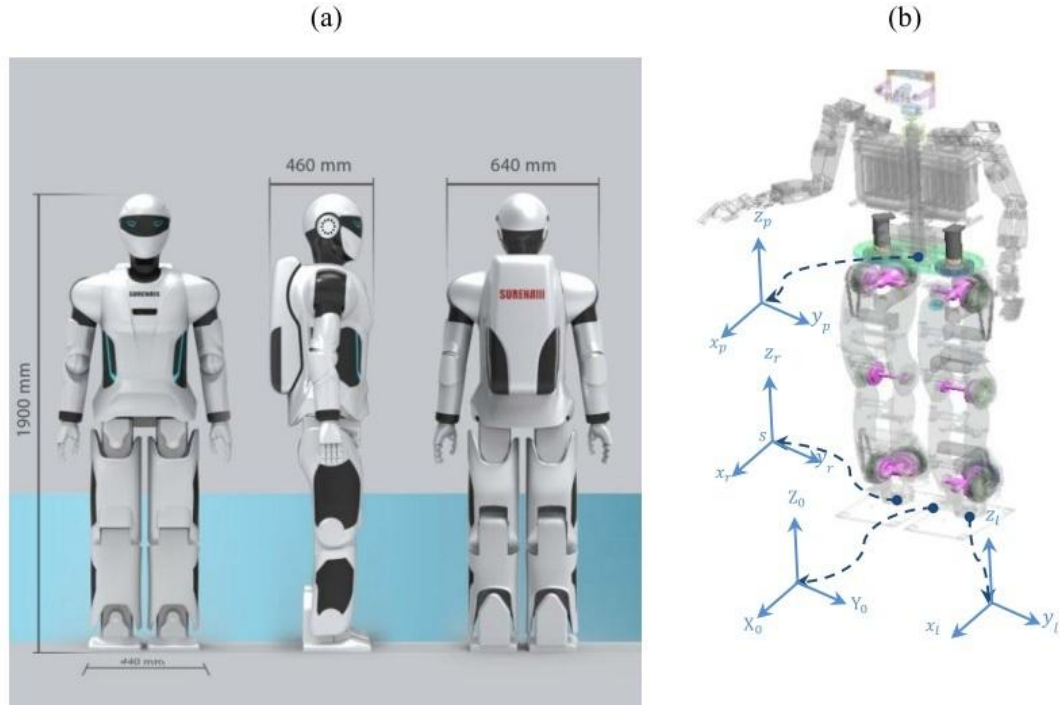 (a)
(b)
460 mm
640 mm
1900 mm
SURENAIII
SURENAIII
440 mm
Z_p
x_p
y_p
Z_r
s
x_r
y_r
Z_0
X_0
Y_0
Z_l
x_l
y_l